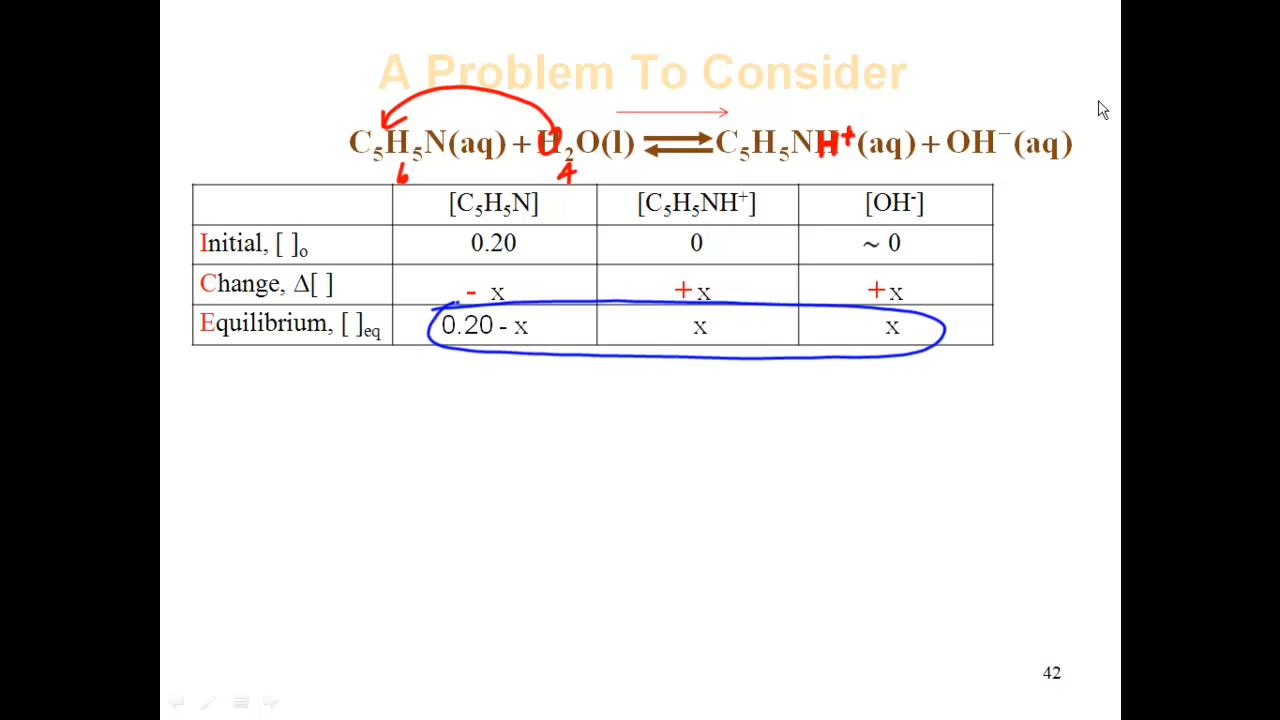 A Problem To Consider
C₅H₅N(aq) + H₂O(l) ⇌ C₅H₅NH⁺(aq) + OH⁻(aq)
6 4
[C₅H₅N] [C₅H₅NH⁺] [OH⁻]
Initial, [ ]ₒ 0.20 0 ~ 0
Change, Δ[ ] - x + x + x
Equilibrium, [ ]eq 0.20 - x x x
42